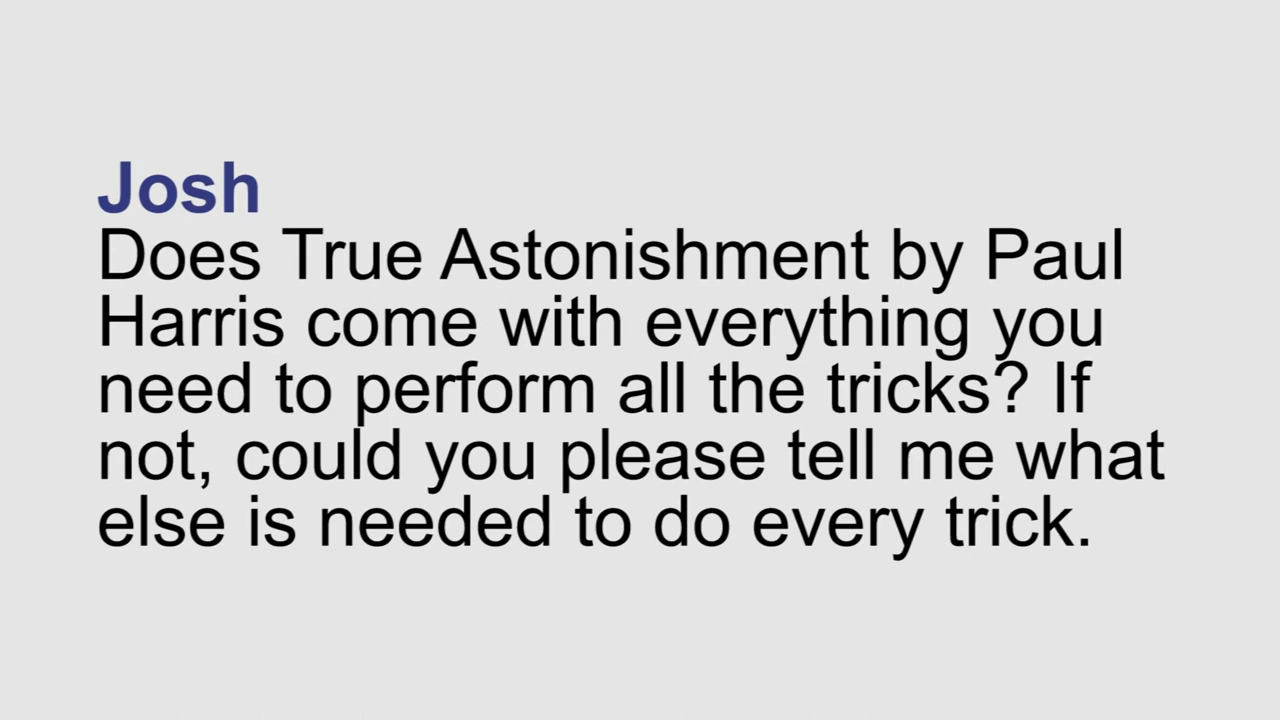 Josh
Does True Astonishment by Paul
Harris come with everything you
need to perform all the tricks? If
not, could you please tell me what
else is needed to do every trick.